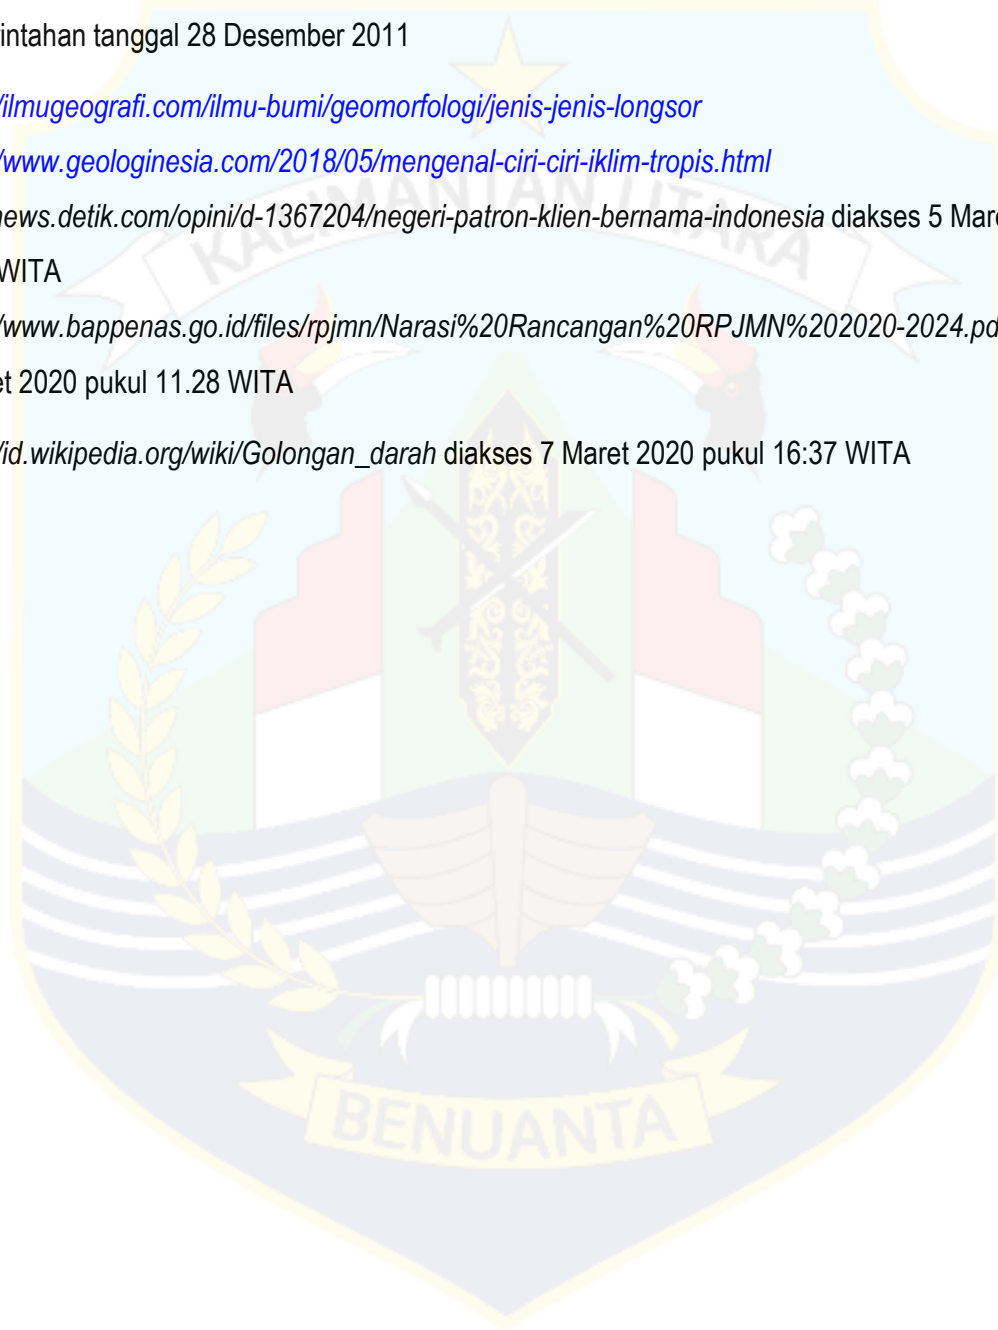 rintahan tanggal 28 Desember 2011
/ilmugeografi.com/ilmu-bumi/geomorfologi/jenis-jenis-longsor
/www.geologinesia.com/2018/05/mengenal-ciri-ciri-iklim-tropis.html
news.detik.com/opini/d-1367204/negeri-patron-klien-bernama-indonesia diakses 5 Mare
WITA
/www.bappenas.go.id/files/rpjmn/Narasi%20Rancangan%20RPJMN%202020-2024.pd
et 2020 pukul 11.28 WITA
/id.wikipedia.org/wiki/Golongan_darah diakses 7 Maret 2020 pukul 16:37 WITA
KALIMANTAN UTARA
BENUANTA